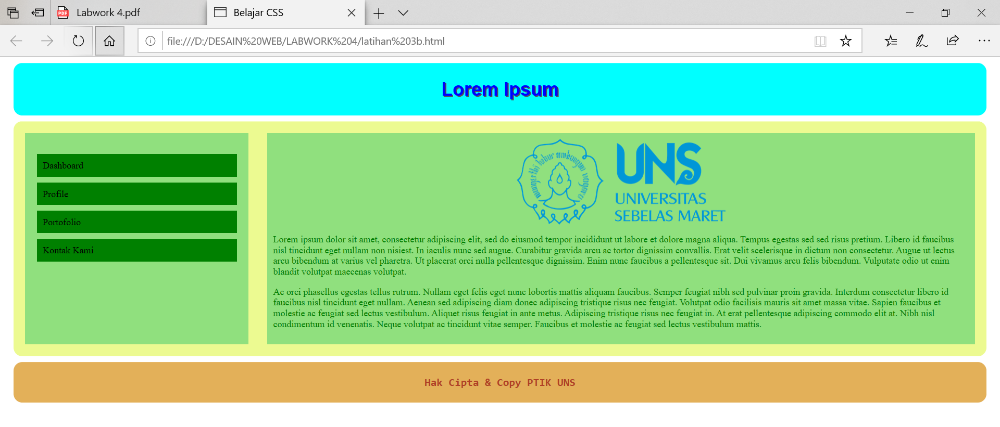 Labwork 4.pdf
Belajar CSS
file:///D:/DESAIN%20WEB/LABWORK%204/latihan%203b.html
Lorem Ipsum
Dashboard
Profile
Portofolio
Kontak Kami
UNS
UNIVERSITAS
SEBELAS MARET
Lorem ipsum dolor sit amet, consectetur adipiscing elit, sed do eiusmod tempor incididunt ut labore et dolore magna aliqua. Tempus egestas sed sed risus pretium. Libero id faucibus
nisl tincidunt eget nullam non nisiest. In iaculis nunc sed augue. Curabitur gravida arcu ac tortor dignissim convallis. Erat velit scelerisque in dictum non consectetur. Augue ut lectus
arcu bibendum at varius vel pharetra. Ut placerat orci nulla pellentesque dignissim. Enim nunc faucibus a pellentesque sit. Dui vivamus arcu felis bibendum. Vulputate odio ut enim
blandit volutpat maecenas volutpat.
Ac orci phasellus egestas tellus rutrum. Nullam eget felis eget nunc lobortis mattis aliquam faucibus. Semper feugiat nibh sed pulvinar proin gravida. Interdum consectetur libero id
faucibus nisl tincidunt eget nullam. Aenean sed adipiscing diam donec adipiscing tristique risus nec feugiat. Volutpat odio facilisis mauris sit amet massa vitae. Sapien faucibus et
molestie ac feugiat sed lectus vestibulum. Aliquet risus feugiat in ante metus. Adipiscing tristique risus nec feugiat in. At erat pellentesque adipiscing commodo elit at. Nibh nisl
condimentum id venenatis. Neque volutpat ac tincidunt vitae semper. Faucibus et molestie ac feugiat sed lectus vestibulum mattis.
Hak Cipta & Copy PTIK UNS